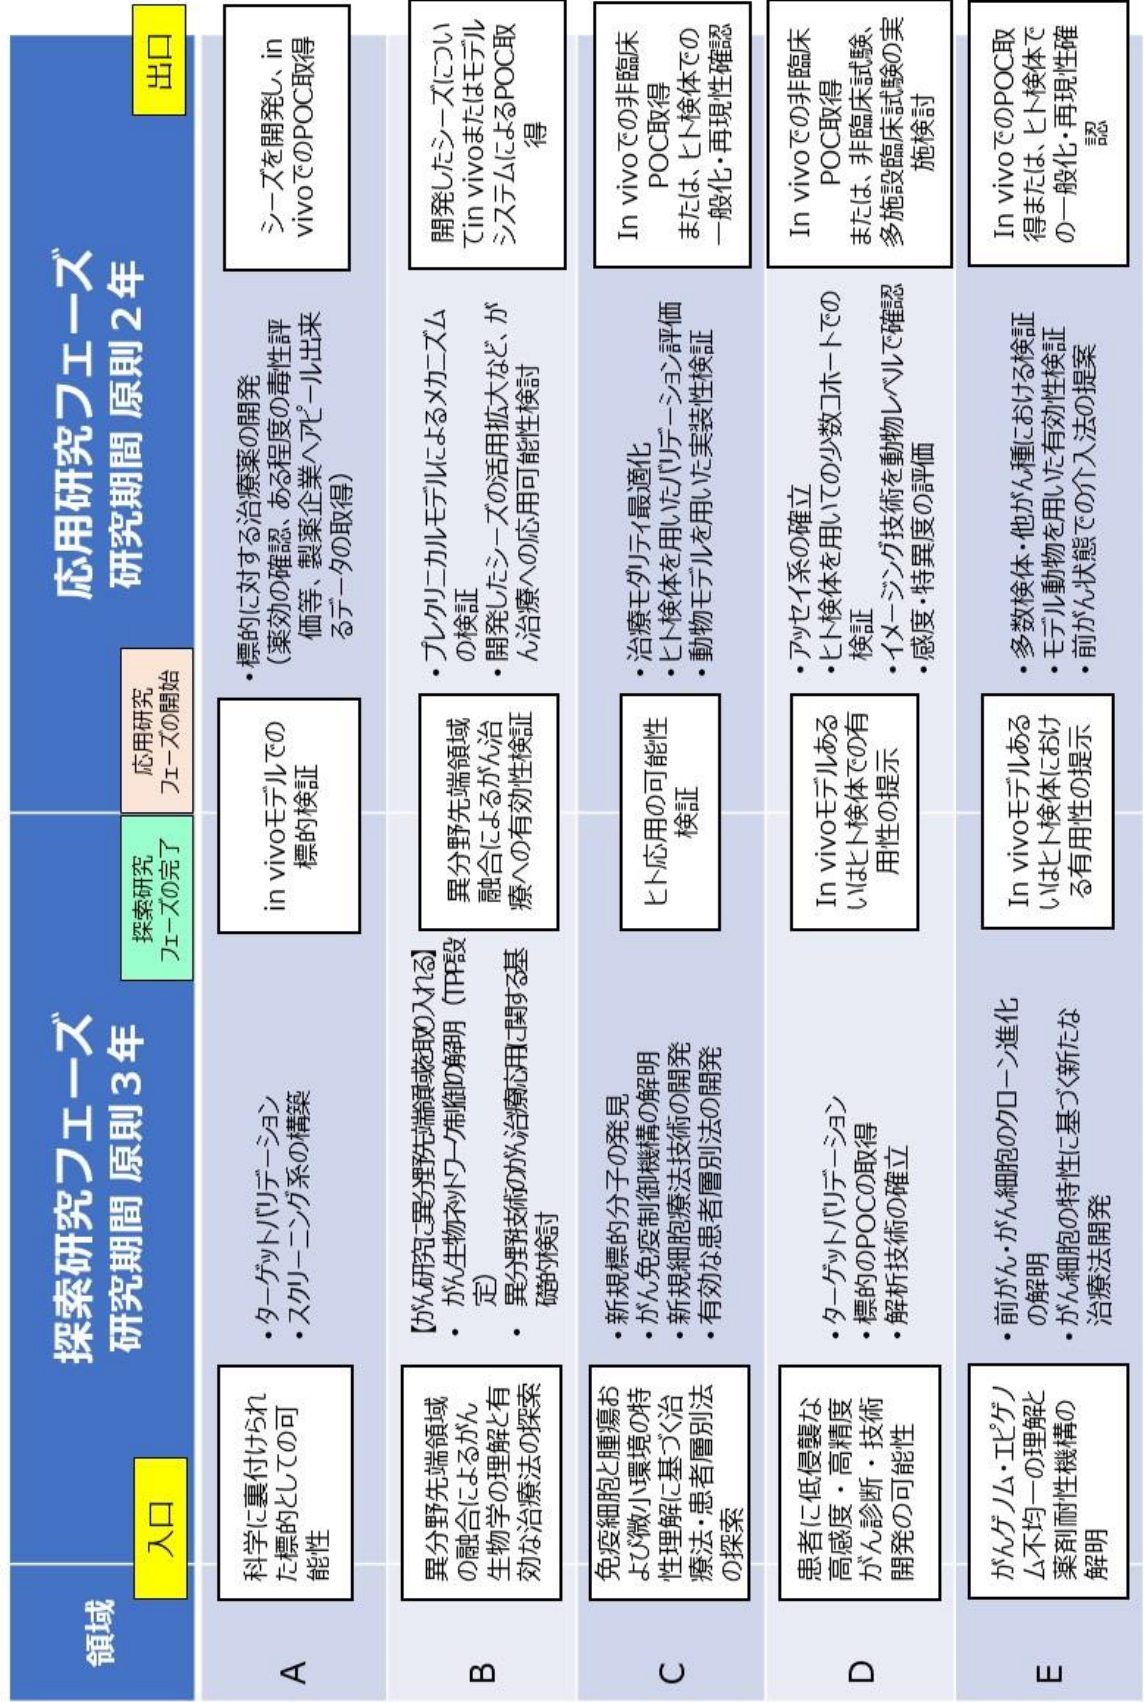 領域
入口
探索研究フェーズ
研究期間 原則3年
探索研究
フェーズの完了
応用研究
フェーズの開始
応用研究フェーズ
研究期間 原則2年
出口
A
科学に裏付けられ
た標的としての可
能性
・ターゲットバリデーション
・スクリーニング系の構築
in vivoモデルでの
標的検証
・標的に対する治療薬の開発
(薬効の確認、ある程度の毒性評
価等、製薬企業へアピール出来
るデータの取得)
シーズを開発し、in
vivoでのPOC取得
B
異分野先端領域
の融合によるがん
生物学の理解と有
効な治療法の探索
【がん研究に異分野先端領域を取り入れる】
・がん生物ネットワーク制御の解明(TPP設
定)
・異分野技術のがん治療応用に関する基
礎的検討
異分野先端領域
融合によるがん治
療への有効性検証
・プレクリニカルモデルによるメカニズム
の検証
・開発したシーズの活用拡大など、が
ん治療への応用可能性検討
開発したシーズについ
てin vivoまたはモデル
システムによるPOC取
得
C
免疫細胞と腫瘍お
よび微小環境の特
性理解に基づく治
療法・患者層別法
の探索
・新規標的分子の発見
・がん免疫制御機構の解明
・新規細胞療法技術の開発
・有効な患者層別法の開発
ヒト応用の可能性
検証
・治療モダリティ最適化
・ヒト検体を用いたバリデーション評価
・動物モデルを用いた実装性検証
In vivoでの非臨床
POC取得
または、ヒト検体での
一般化・再現性確認
D
患者に低侵襲な
高感度・高精度
がん診断・技術
開発の可能性
・ターゲットバリデーション
・標的のPOCの取得
・解析技術の確立
In vivoモデルある
いはヒト検体での有
用性の提示
・アッセイ系の確立
・ヒト検体を用いての少数コホートでの
検証
・イメージング技術を動物レベルで確認
・感度・特異度の評価
In vivoでの非臨床
POC取得
または、非臨床試験、
多施設臨床試験の実
施検討
E
がんゲノム・エピゲノ
ム不均一の理解と
薬剤耐性機構の
解明
・前がん・がん細胞のクローン進化
の解明
・がん細胞の特性に基づく新たな
治療法開発
In vivoモデルある
いはヒト検体におけ
る有用性の提示
・多数検体・他がん種における検証
・モデル動物を用いた有効性検証
・前がん状態での介入法の提案
In vivoでのPOC取
得または、ヒト検体で
の一般化・再現性確
認